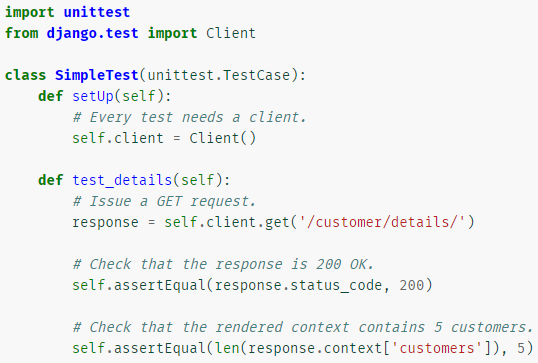 import unittest
from django.test import Client
class SimpleTest(unittest.TestCase):
    def setUp(self):
        # Every test needs a client.
        self.client = Client()
    def test_details(self):
        # Issue a GET request.
        response = self.client.get('/customer/details/')
        # Check that the response is 200 OK.
        self.assertEqual(response.status_code, 200)
        # Check that the rendered context contains 5 customers.
        self.assertEqual(len(response.context['customers']), 5)